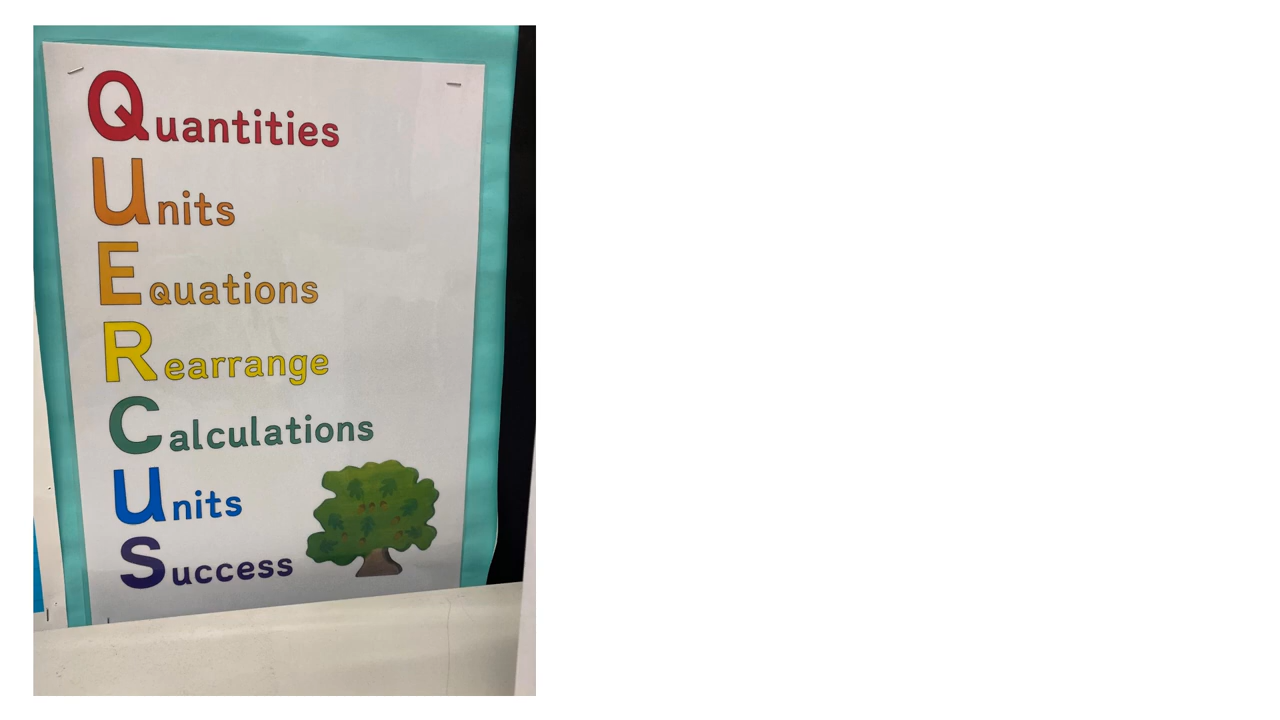 Quantities
Units
Equations
Rearrange
Calculations
Units
Success